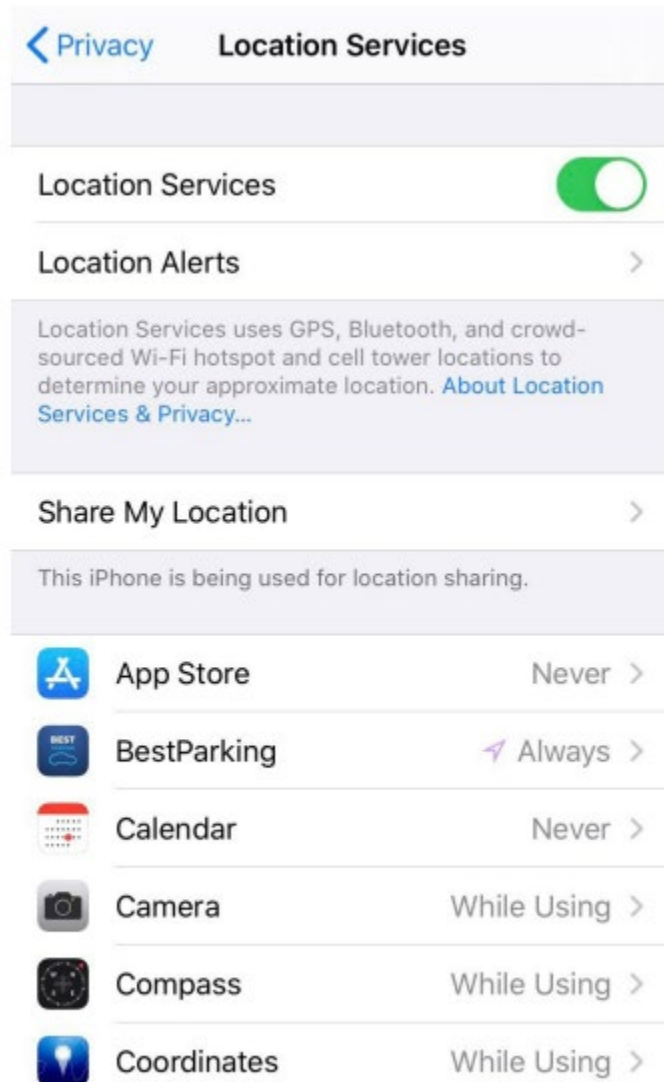 Privacy
Location Services
Location Services
Location Alerts
Location Services uses GPS, Bluetooth, and crowd-
sourced Wi-Fi hotspot and cell tower locations to
determine your approximate location. About Location
Services & Privacy...
Share My Location
This iPhone is being used for location sharing.
App Store Never
BEST
BestParking Always
Calendar Never
Camera While Using
Compass While Using
Coordinates While Using